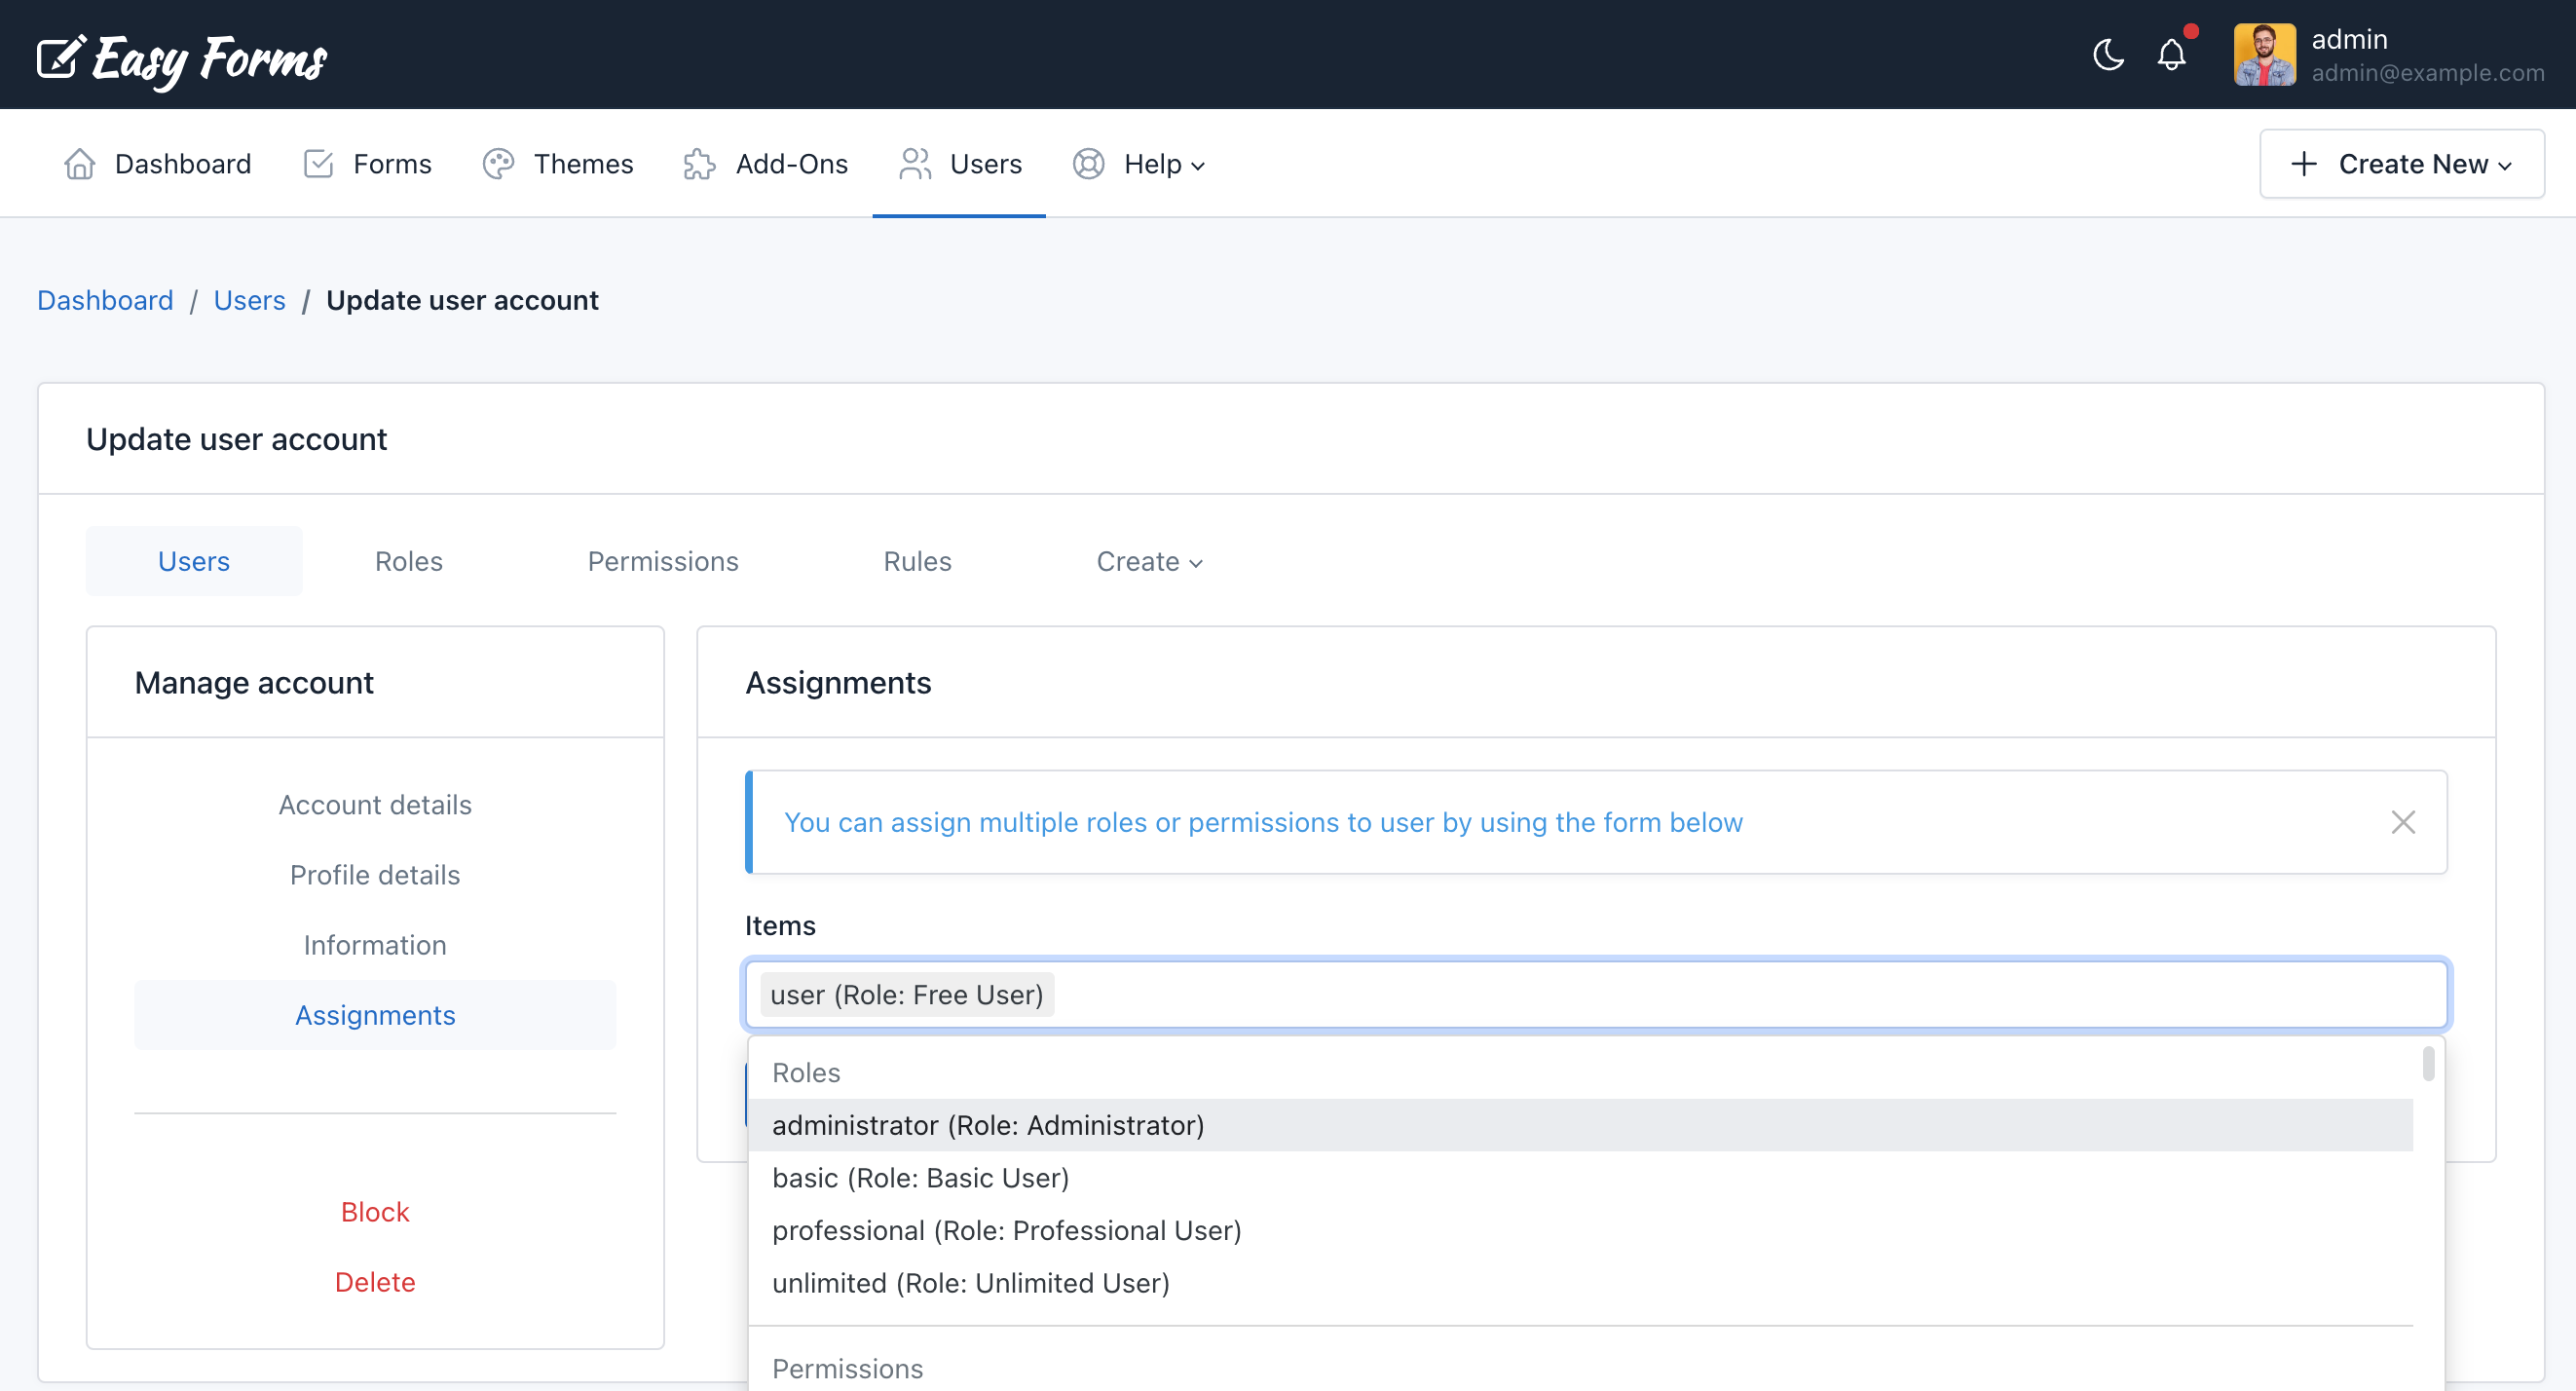 Easy Forms
admin
admin@example.com
Dashboard
Forms
Themes
Add-Ons
Users
Help
Create New
Dashboard / Users / Update user account
Update user account
Users
Roles
Permissions
Rules
Create
Manage account
Account details
Profile details
Information
Assignments
Block
Delete
Assignments
You can assign multiple roles or permissions to user by using the form below
Items
user (Role: Free User)
Roles
administrator (Role: Administrator)
basic (Role: Basic User)
professional (Role: Professional User)
unlimited (Role: Unlimited User)
Permissions